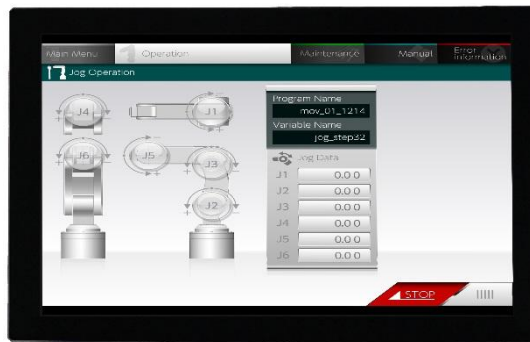 Main Menu
Operation
Maintenance
Manual
Error information
Jog Operation
J4
J1
J6
J5
J3
J2
Program Name
mov_01_1214
Variable Name
jog_step32
Jog Data
J1 0.0 0
J2 0.0 0
J3 0.0 0
J4 0.0 0
J5 0.0 0
J6 0.0 0
STOP